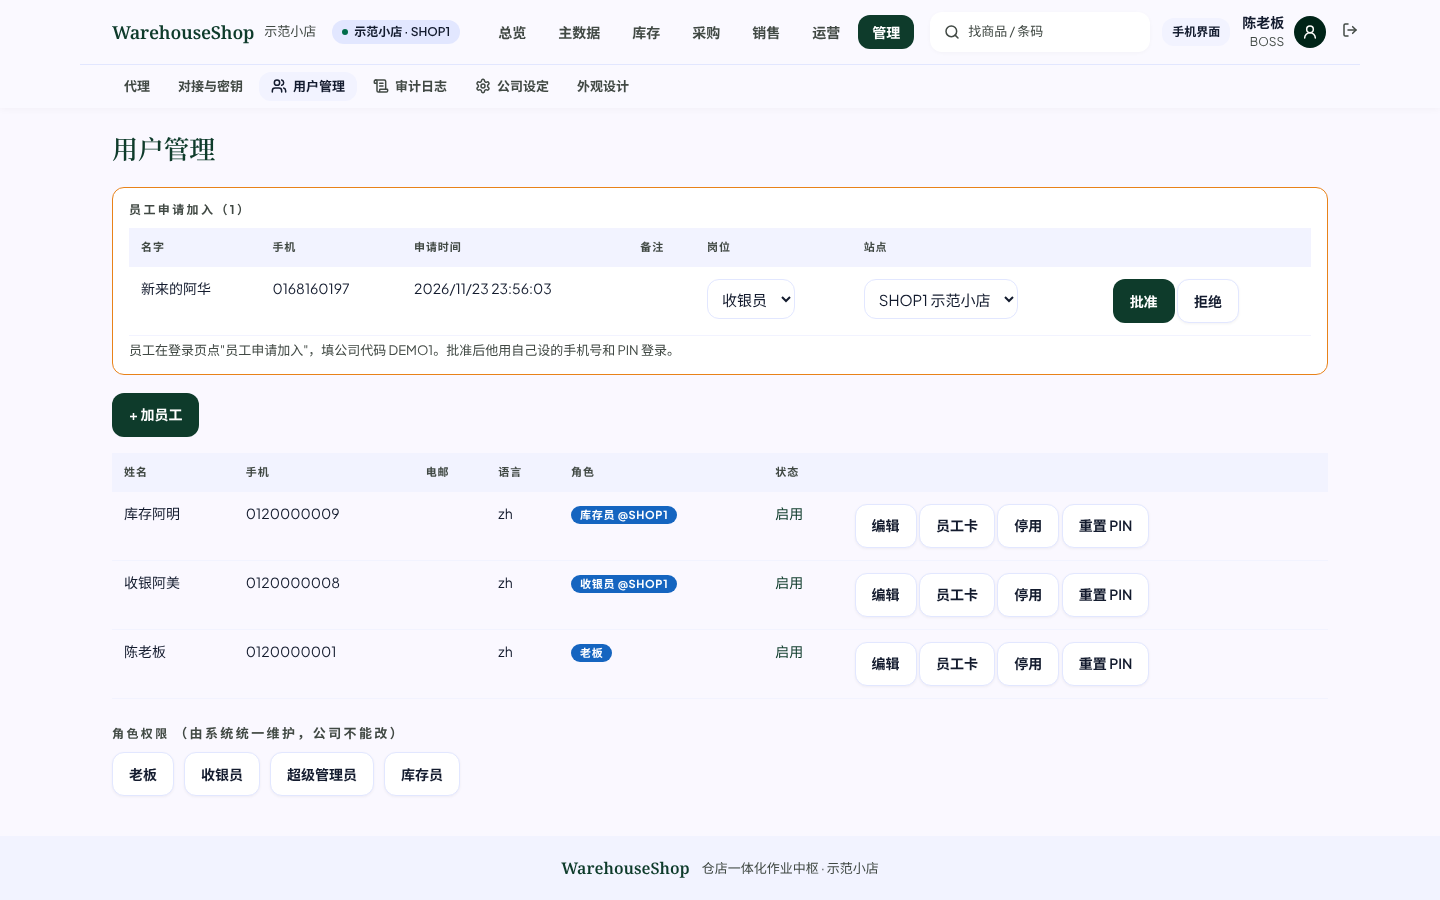 WarehouseShop 示范小店 示范小店 · SHOP1 总览 主数据 库存 采购 销售 运营 管理 找商品 / 条码 手机界面 陈老板
BOSS
代理 对接与密钥 用户管理 审计日志 公司设定 外观设计
用户管理
员工申请加入（1）
名字 手机 申请时间 备注 岗位 站点
新来的阿华 0168160197 2026/11/23 23:56:03 收银员 SHOP1 示范小店 批准 拒绝
员工在登录页点"员工申请加入"，填公司代码 DEMO1。批准后他用自己设的手机号和 PIN 登录。
+ 加员工
姓名 手机 电邮 语言 角色 状态
库存阿明 0120000009 zh 库存员 @SHOP1 启用 编辑 员工卡 停用 重置 PIN
收银阿美 0120000008 zh 收银员 @SHOP1 启用 编辑 员工卡 停用 重置 PIN
陈老板 0120000001 zh 老板 启用 编辑 员工卡 停用 重置 PIN
角色权限 （由系统统一维护，公司不能改）
老板 收银员 超级管理员 库存员
WarehouseShop 仓店一体化作业中枢 · 示范小店